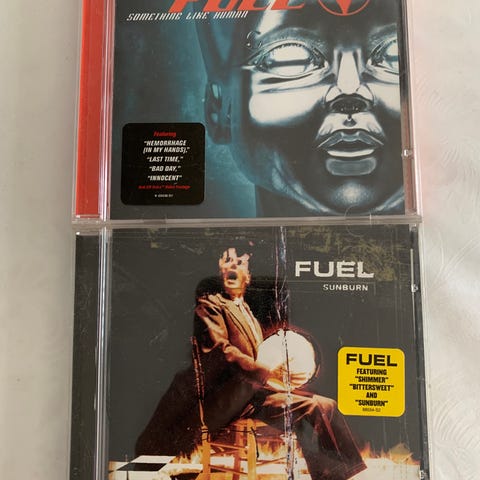 FUEL
SOMETHING LIKE HUMAN
Featuring
"HEMORRHAGE
(IN MY HANDS),"
"LAST TIME,"
"BAD DAY,"
"INNOCENT"
FUEL
SUNBURN
FUEL
FEATURING
"SHIMMER"
"BITTERSWEET"
AND
"SUNBURN"